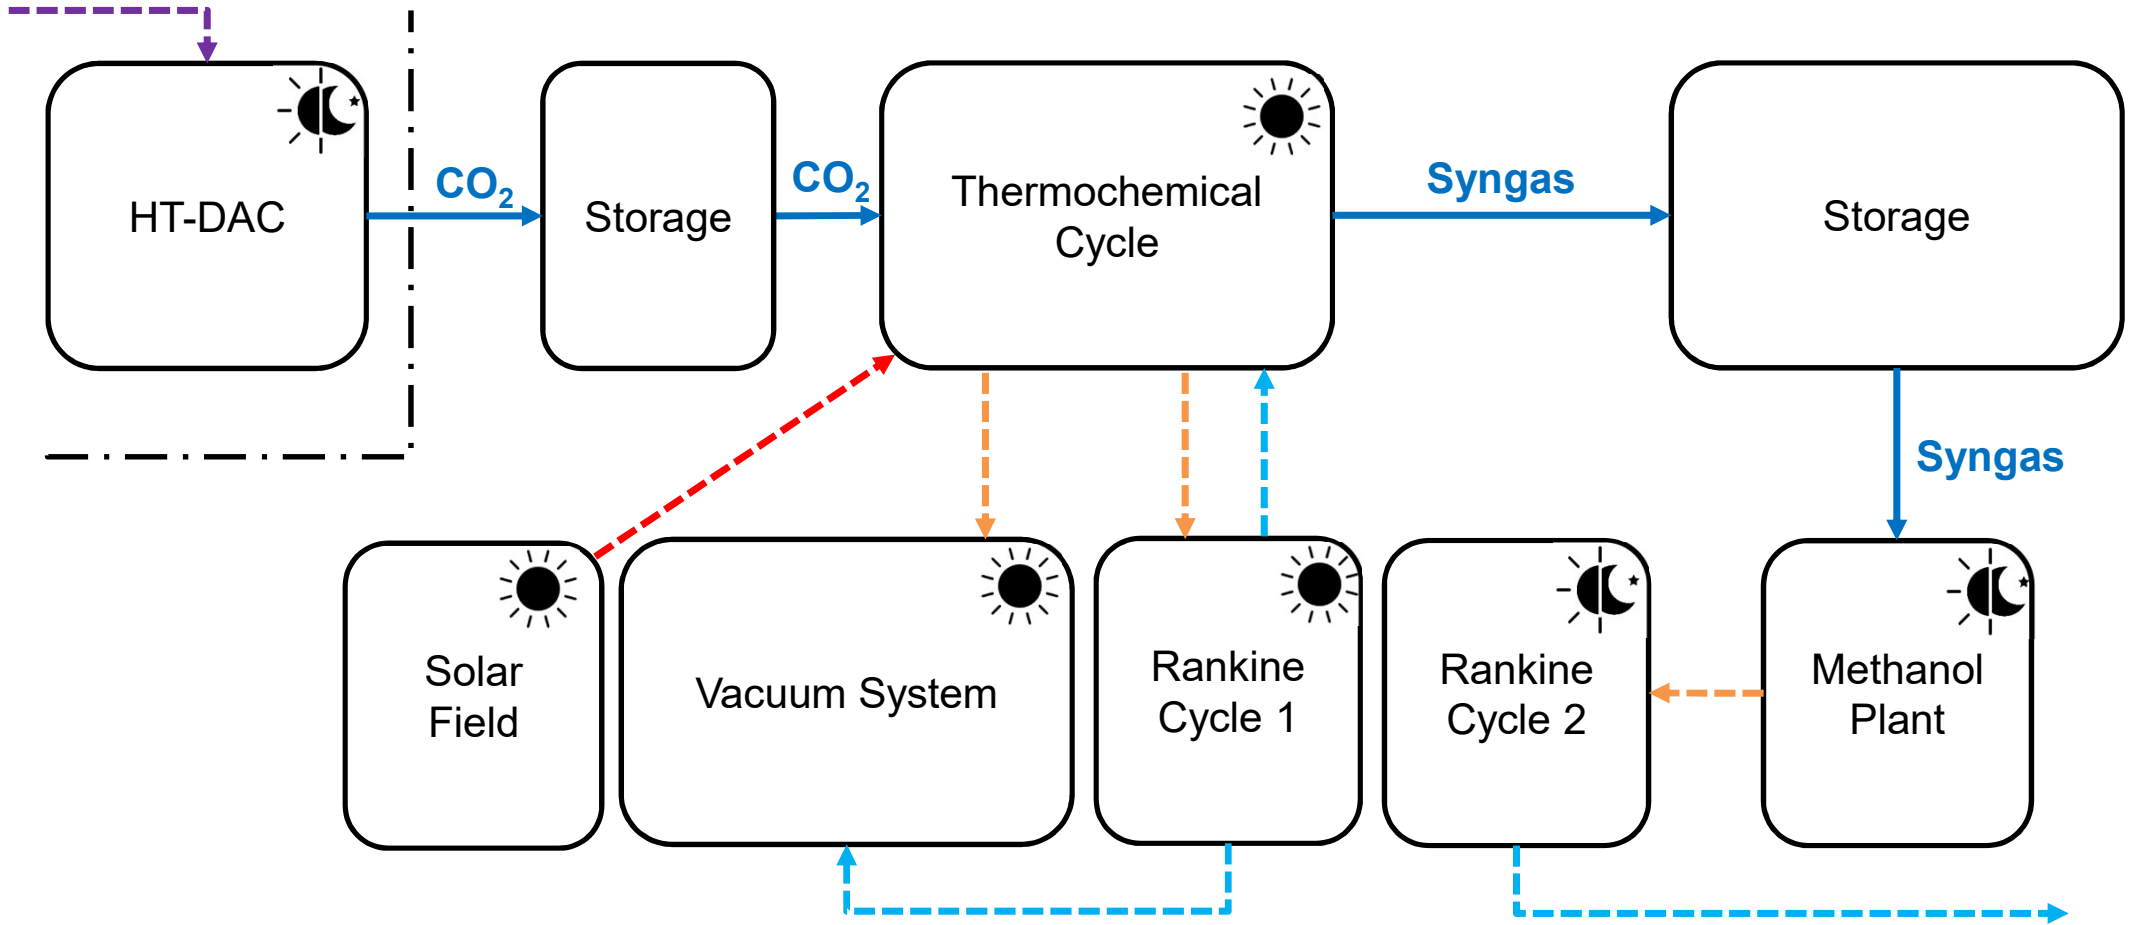 HT-DAC
CO₂
Storage
CO₂
Thermochemical
Cycle
Syngas
Storage
Syngas
Solar
Field
Vacuum System
Rankine
Cycle 1
Rankine
Cycle 2
Methanol
Plant